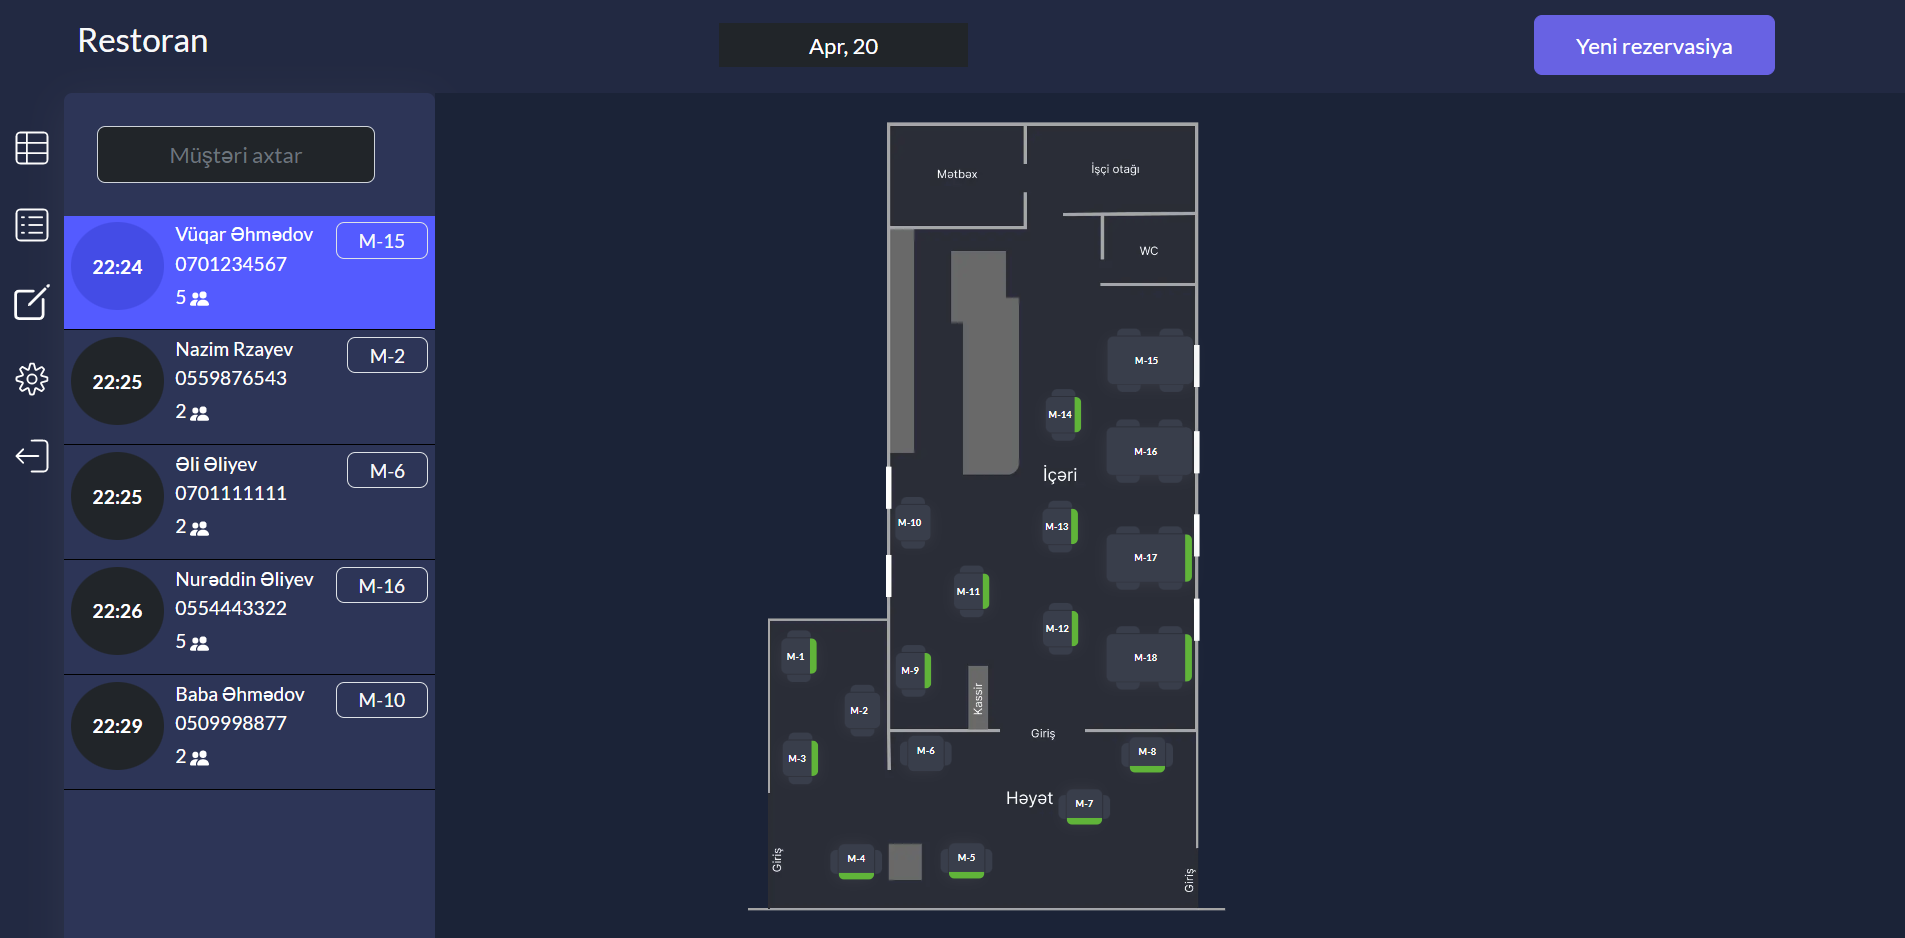 Restoran
Apr, 20
Yeni rezervasiya
Müştəri axtar
22:24
Vüqar Əhmədov
0701234567
5
M-15
22:25
Nazim Rzayev
0559876543
2
M-2
22:25
Əli Əliyev
0701111111
2
M-6
22:26
Nurəddin Əliyev
0554443322
5
M-16
22:29
Baba Əhmədov
0509998877
2
M-10
Mətbəx
İşçi otağı
WC
M-15
M-14
M-16
İçəri
M-10
M-13
M-17
M-11
M-12
M-1
M-18
M-9
Kassir
M-2
Giriş
M-3
M-6
M-8
Həyət
M-7
Giriş
M-4
M-5
Giriş